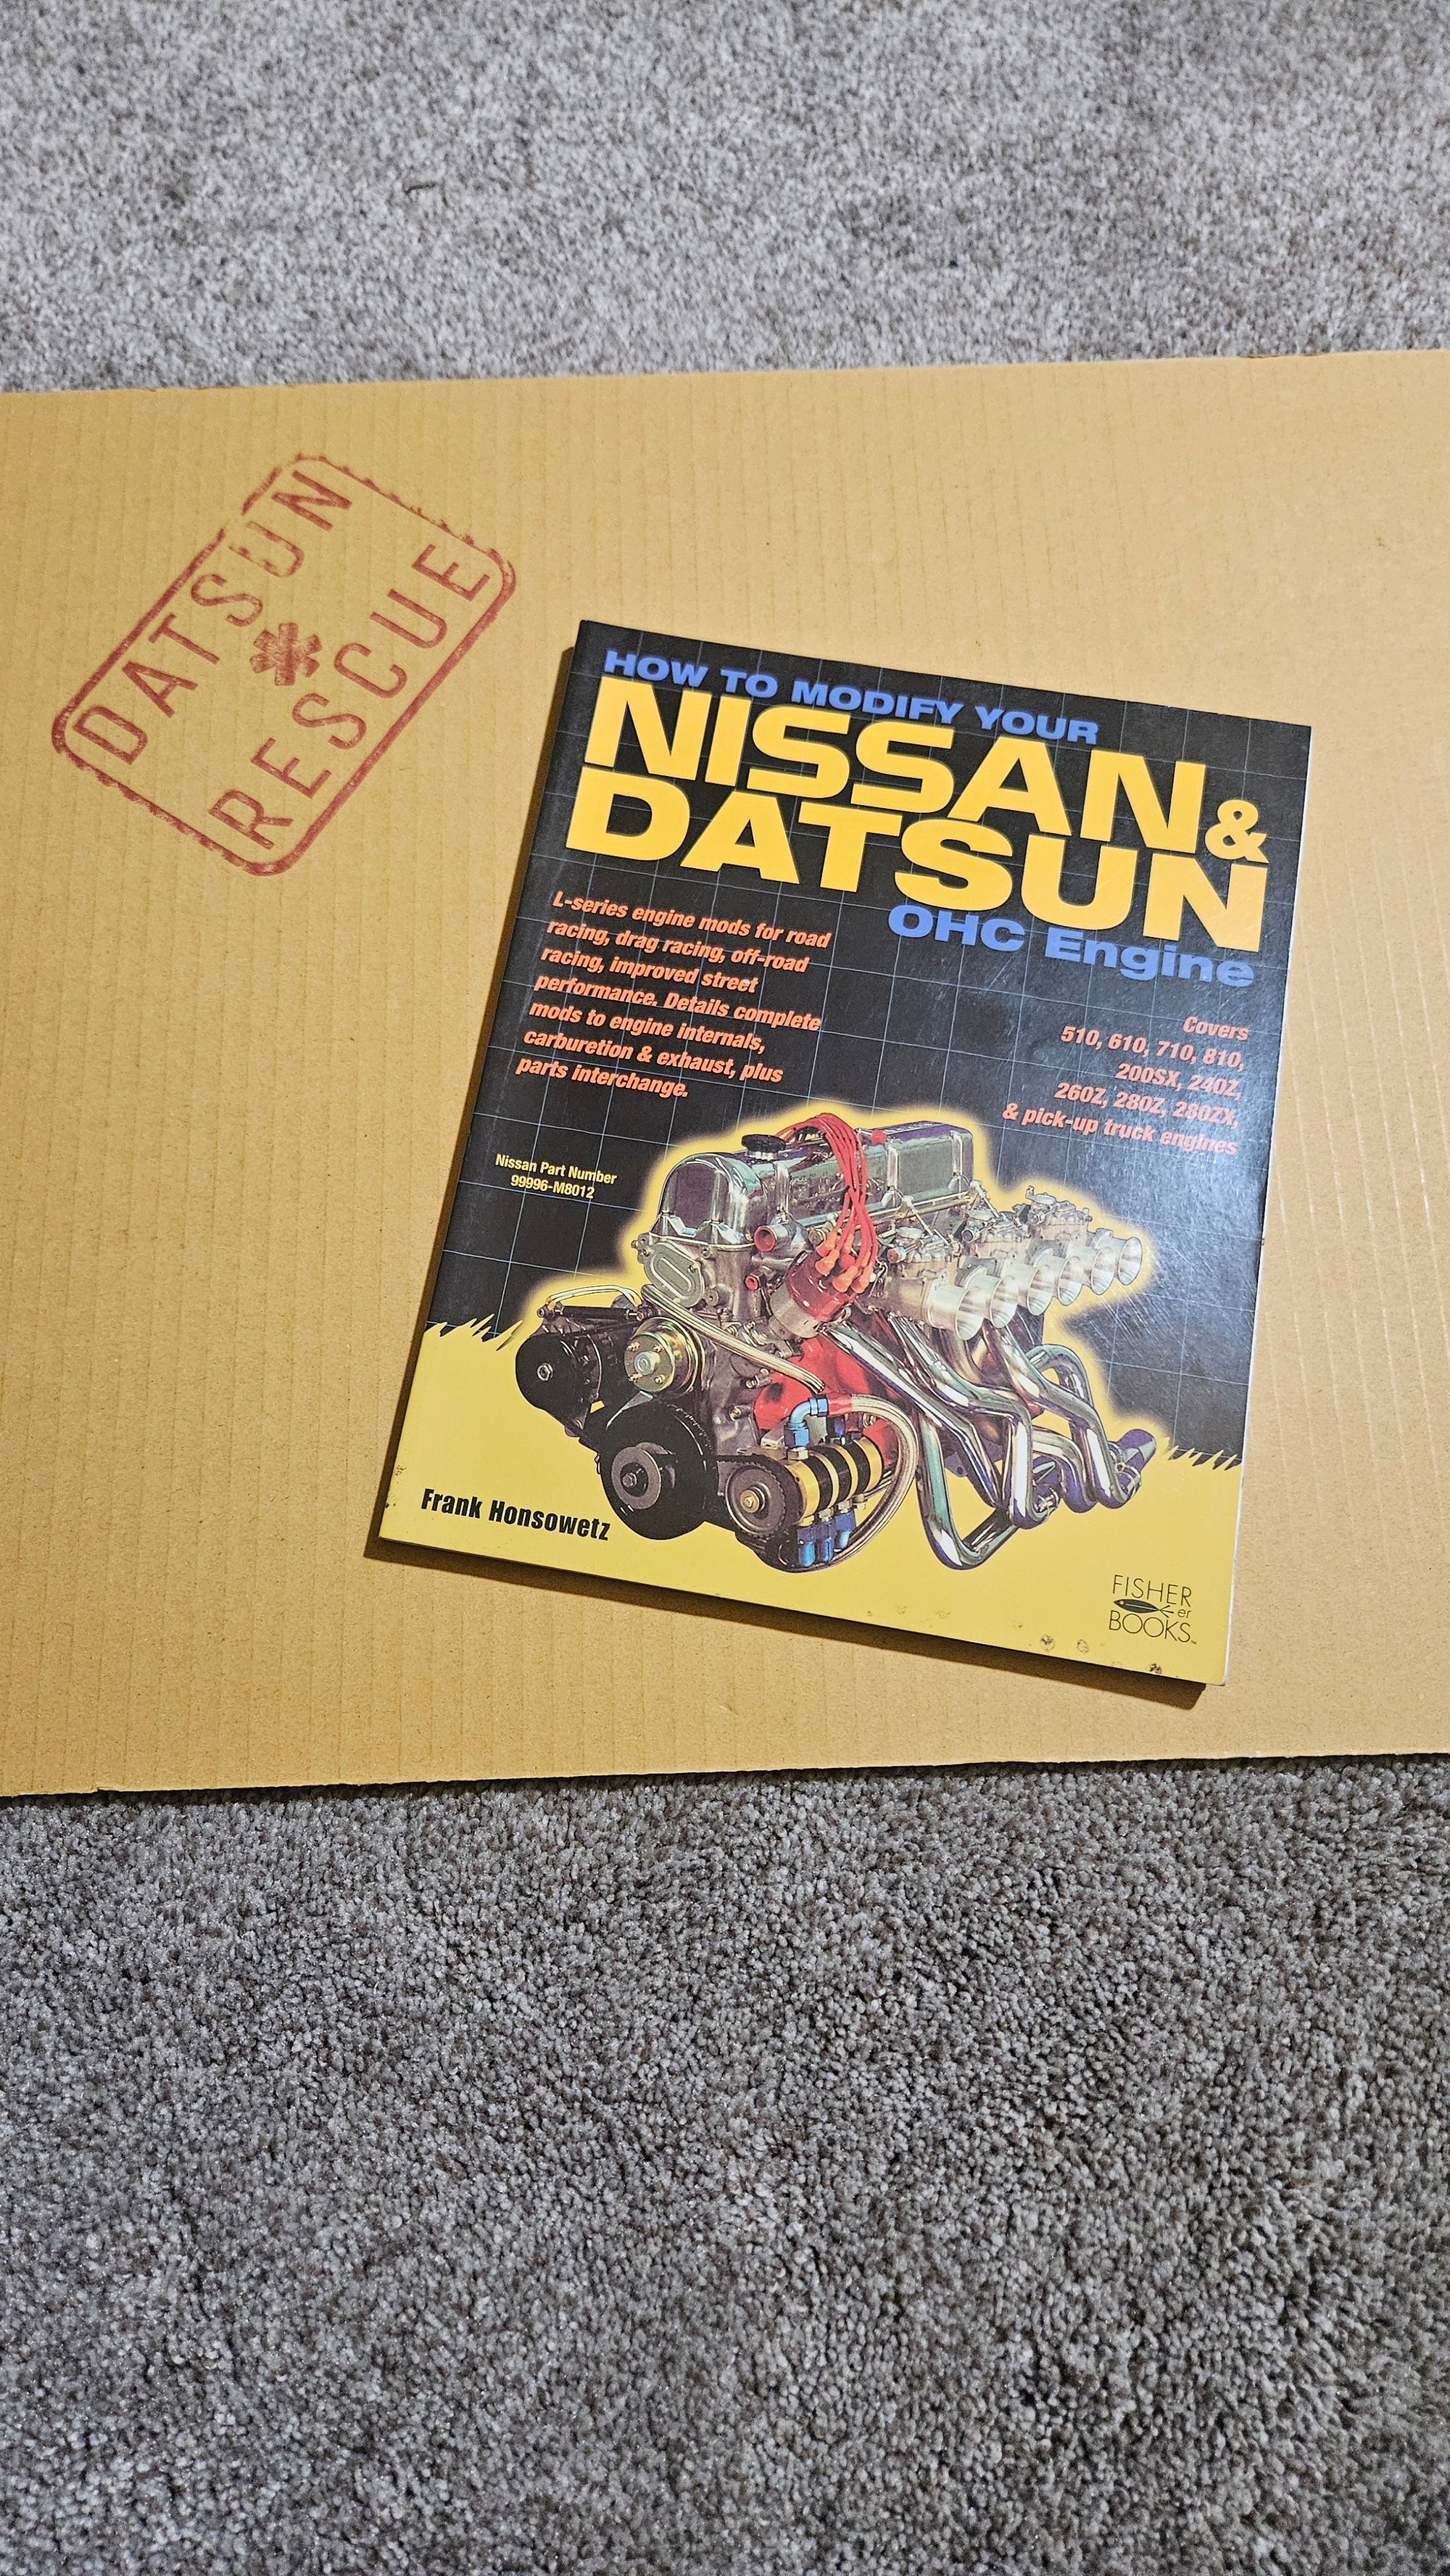 DATSUN
RESCUE
HOW TO MODIFY YOUR
NISSAN &
DATSUN
OHC Engine
L-series engine mods for road
racing, drag racing, off-road
racing, improved street
performance. Details complete
mods to engine internals,
carburetion & exhaust, plus
parts interchange.
Covers
510, 610, 710, 810,
200SX, 240Z,
260Z, 280Z, 280ZX,
& pick-up truck engines
Nissan Part Number
99996-M8012
Frank Honsowetz
FISHER
er
BOOKS™